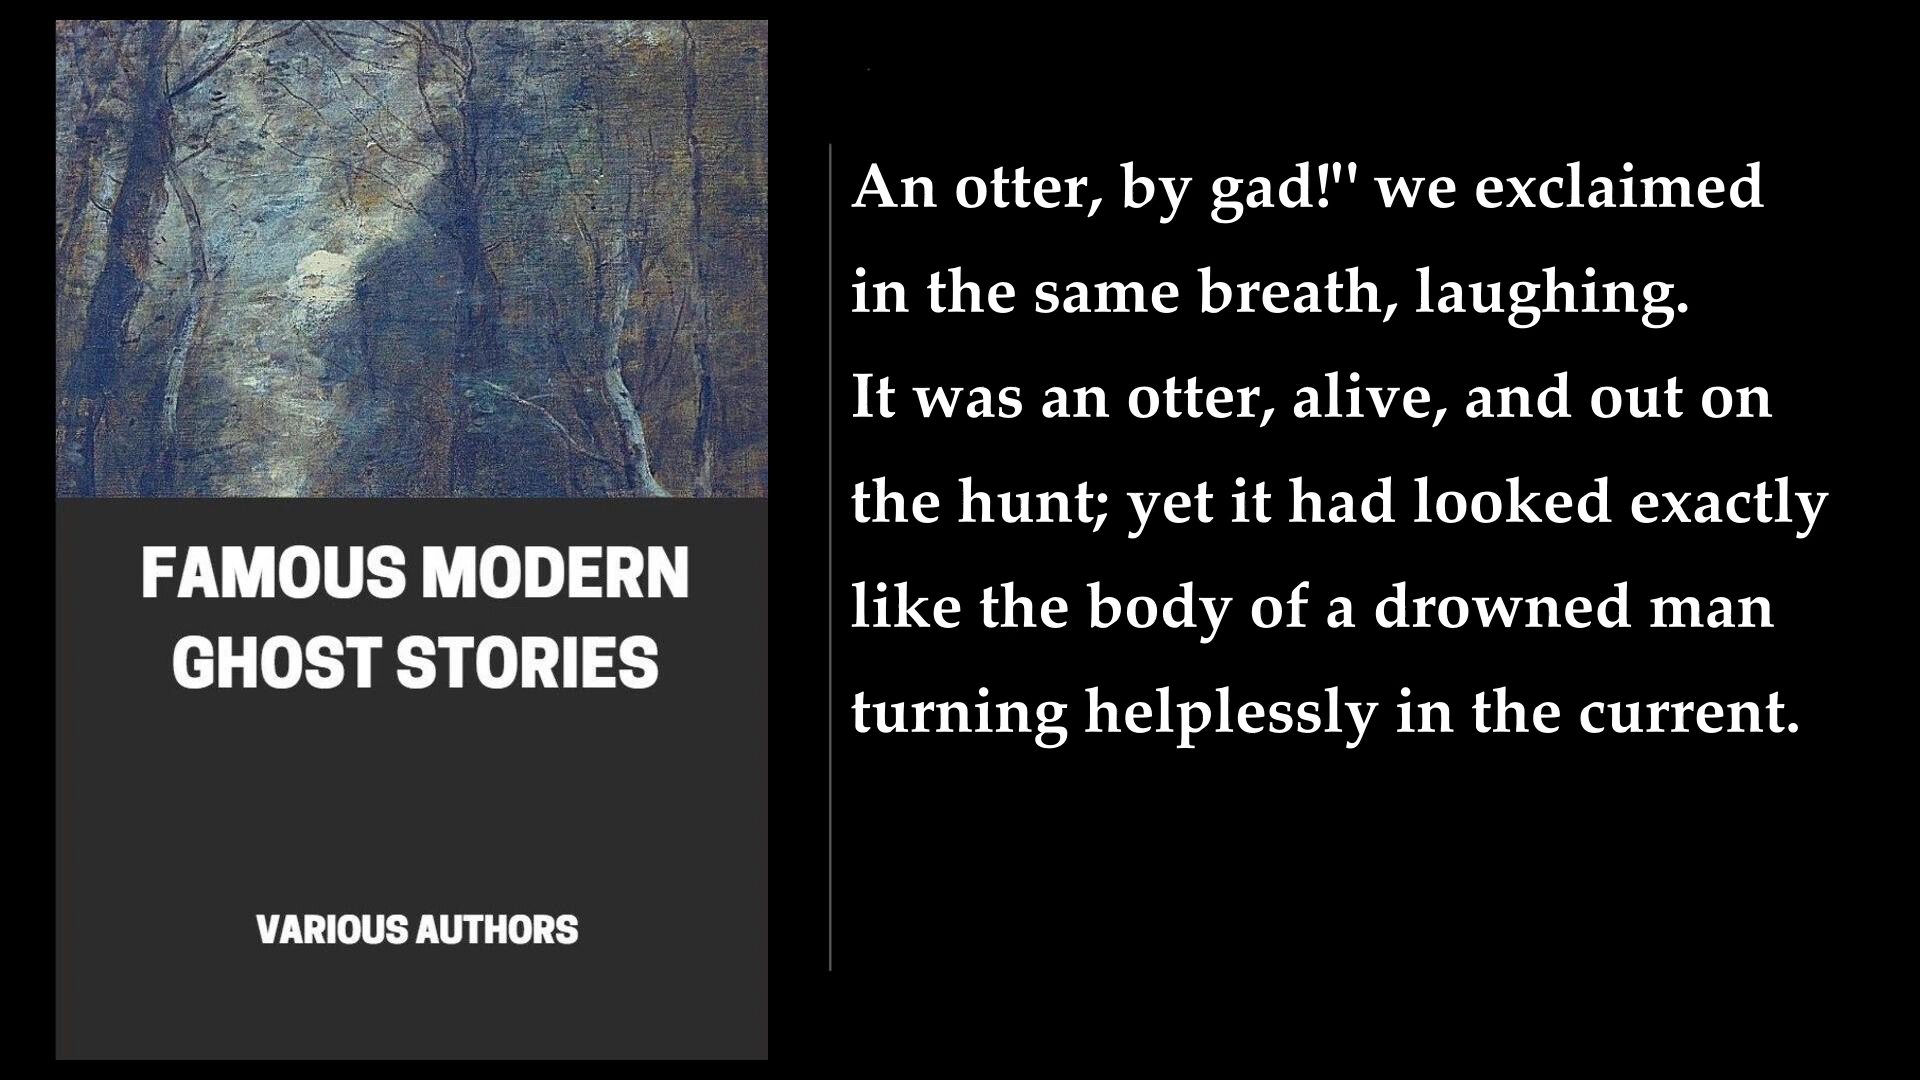 FAMOUS MODERN
GHOST STORIES
VARIOUS AUTHORS
An otter, by gad!" we exclaimed
in the same breath, laughing.
It was an otter, alive, and out on
the hunt; yet it had looked exactly
like the body of a drowned man
turning helplessly in the current.